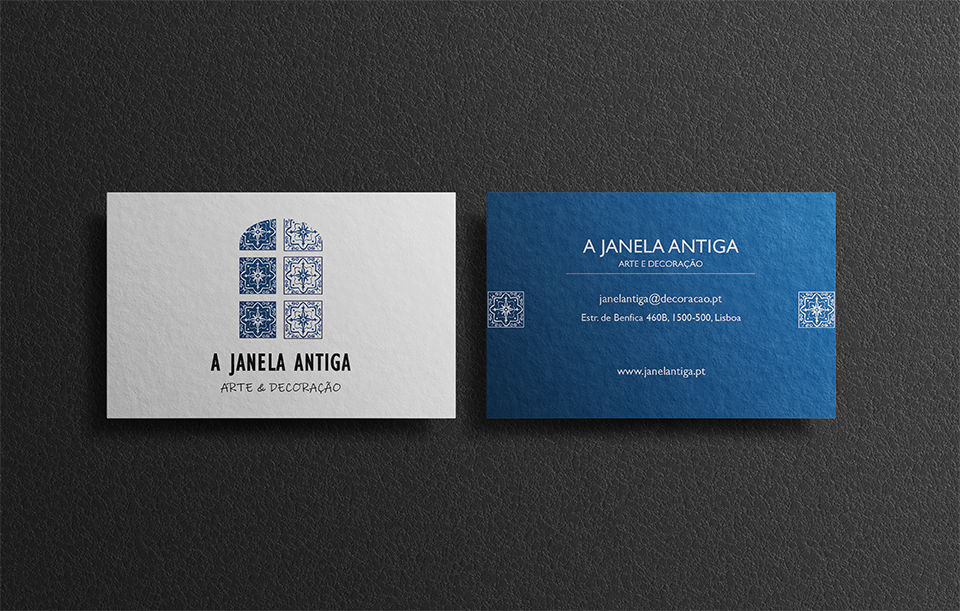 A JANELA ANTIGA
ARTE & DECORAÇÃO
A JANELA ANTIGA
ARTE E DECORAÇÃO
janelantiga@decoracao.pt
Estr. de Benfica 460B, 1500-500, Lisboa
www.janelantiga.pt